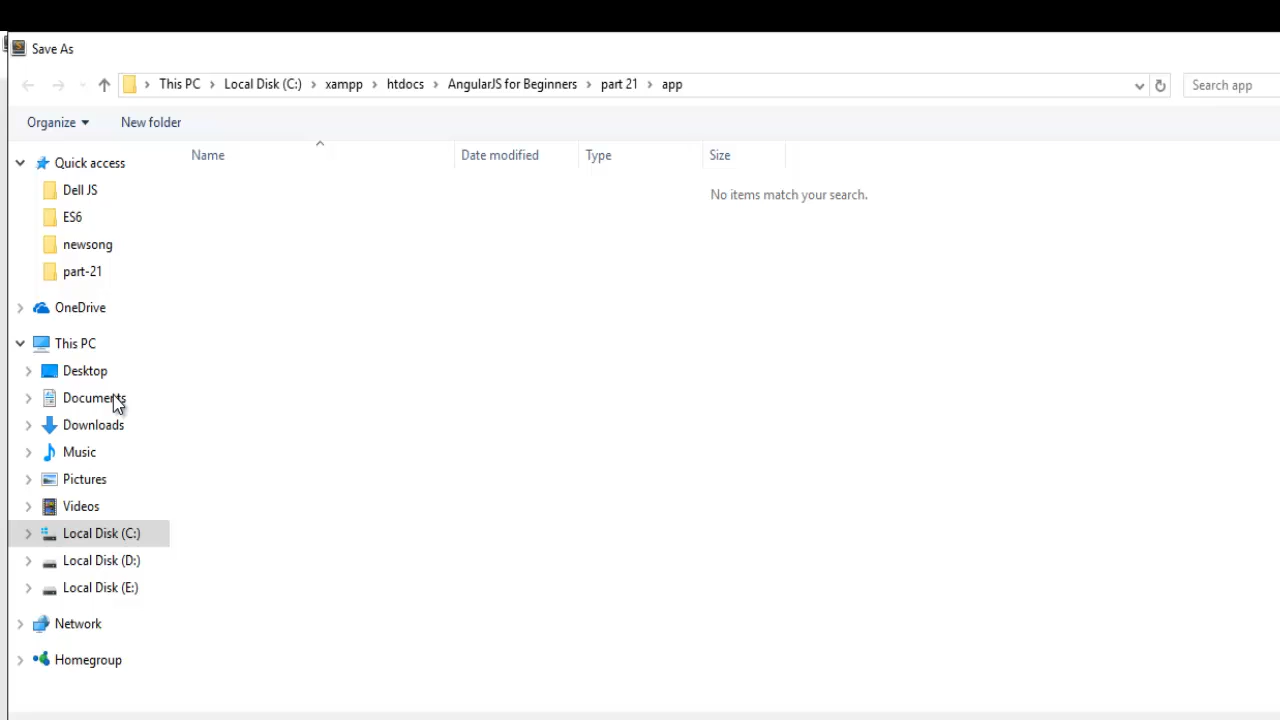 Save As
This PC Local Disk (C:) xampp htdocs AngularJS for Beginners part 21 app
Search app
Organize New folder
Name Date modified Type Size
No items match your search.
Quick access
Dell JS
ES6
newsong
part-21
OneDrive
This PC
Desktop
Documents
Downloads
Music
Pictures
Videos
Local Disk (C:)
Local Disk (D:)
Local Disk (E:)
Network
Homegroup